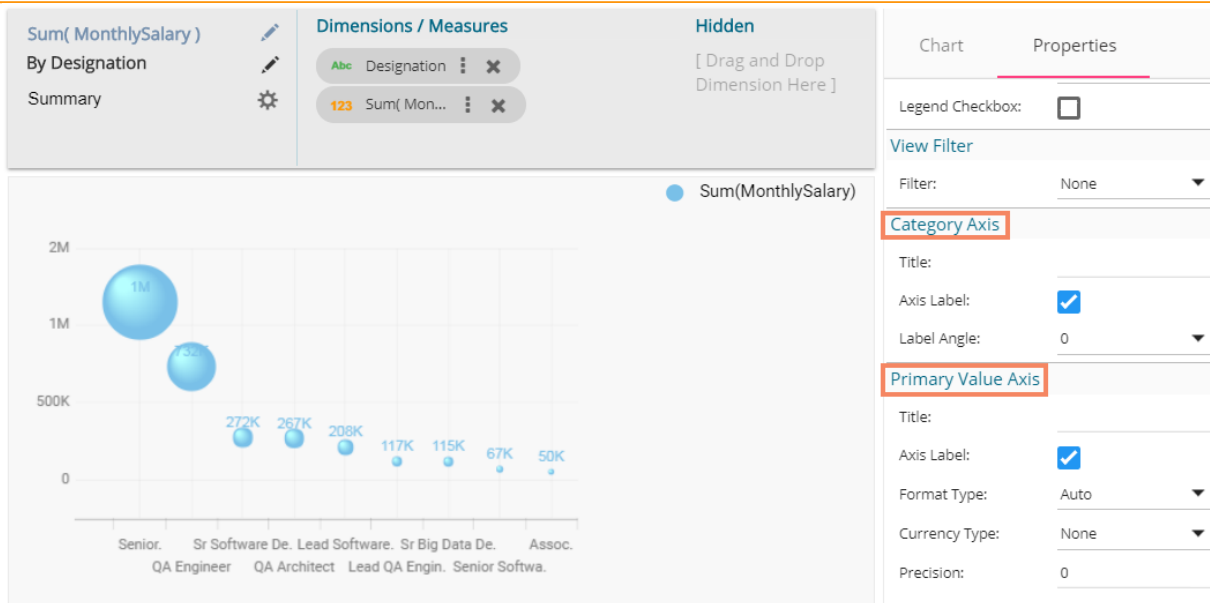 Sum( MonthlySalary )
By Designation
Summary
Dimensions / Measures
Abc Designation
123 Sum( Mon...
Hidden
[ Drag and Drop
Dimension Here ]
Sum(MonthlySalary)
2M
1M
500K
0
1M
732K
272K
267K
208K
117K
115K
67K
50K
Senior. Sr Software De. Lead Software. Sr Big Data De. Assoc.
QA Engineer QA Architect Lead QA Engin. Senior Softwa.
Chart Properties
Legend Checkbox:
View Filter
Filter: None
Category Axis
Title:
Axis Label:
Label Angle: 0
Primary Value Axis
Title:
Axis Label:
Format Type: Auto
Currency Type: None
Precision: 0